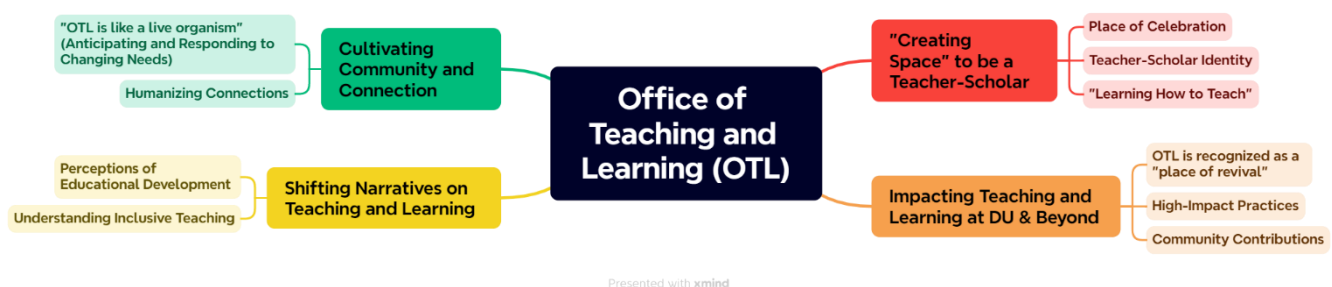 "OTL is like a live organism"
(Anticipating and Responding to
Changing Needs)
Humanizing Connections
Cultivating
Community and
Connection
Perceptions of
Educational Development
Understanding Inclusive Teaching
Shifting Narratives on
Teaching and Learning
Office of
Teaching and
Learning (OTL)
"Creating
Space" to be a
Teacher-Scholar
Place of Celebration
Teacher-Scholar Identity
"Learning How to Teach"
Impacting Teaching and
Learning at DU & Beyond
OTL is recognized as a
"place of revival"
High-Impact Practices
Community Contributions
Presented with xmind